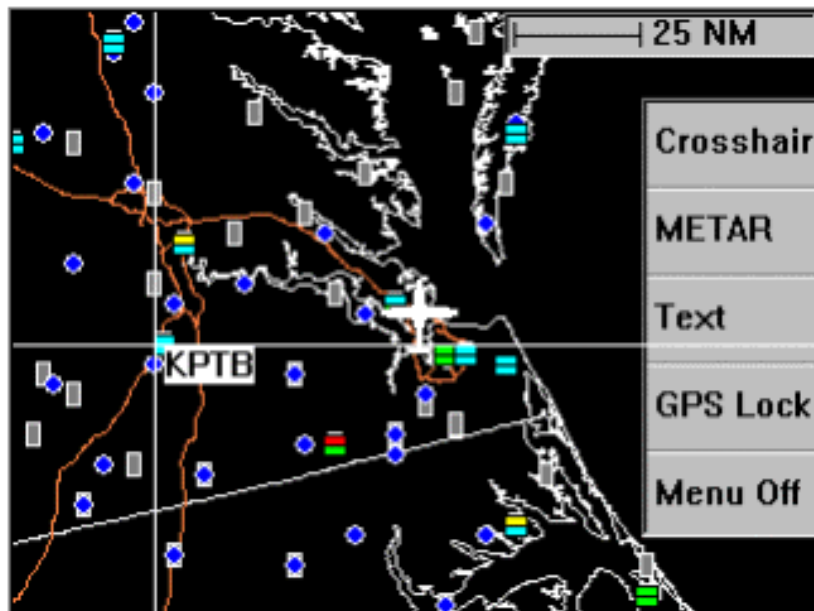 25 NM
Crosshair
METAR
Text
KPTB
GPS Lock
Menu Off